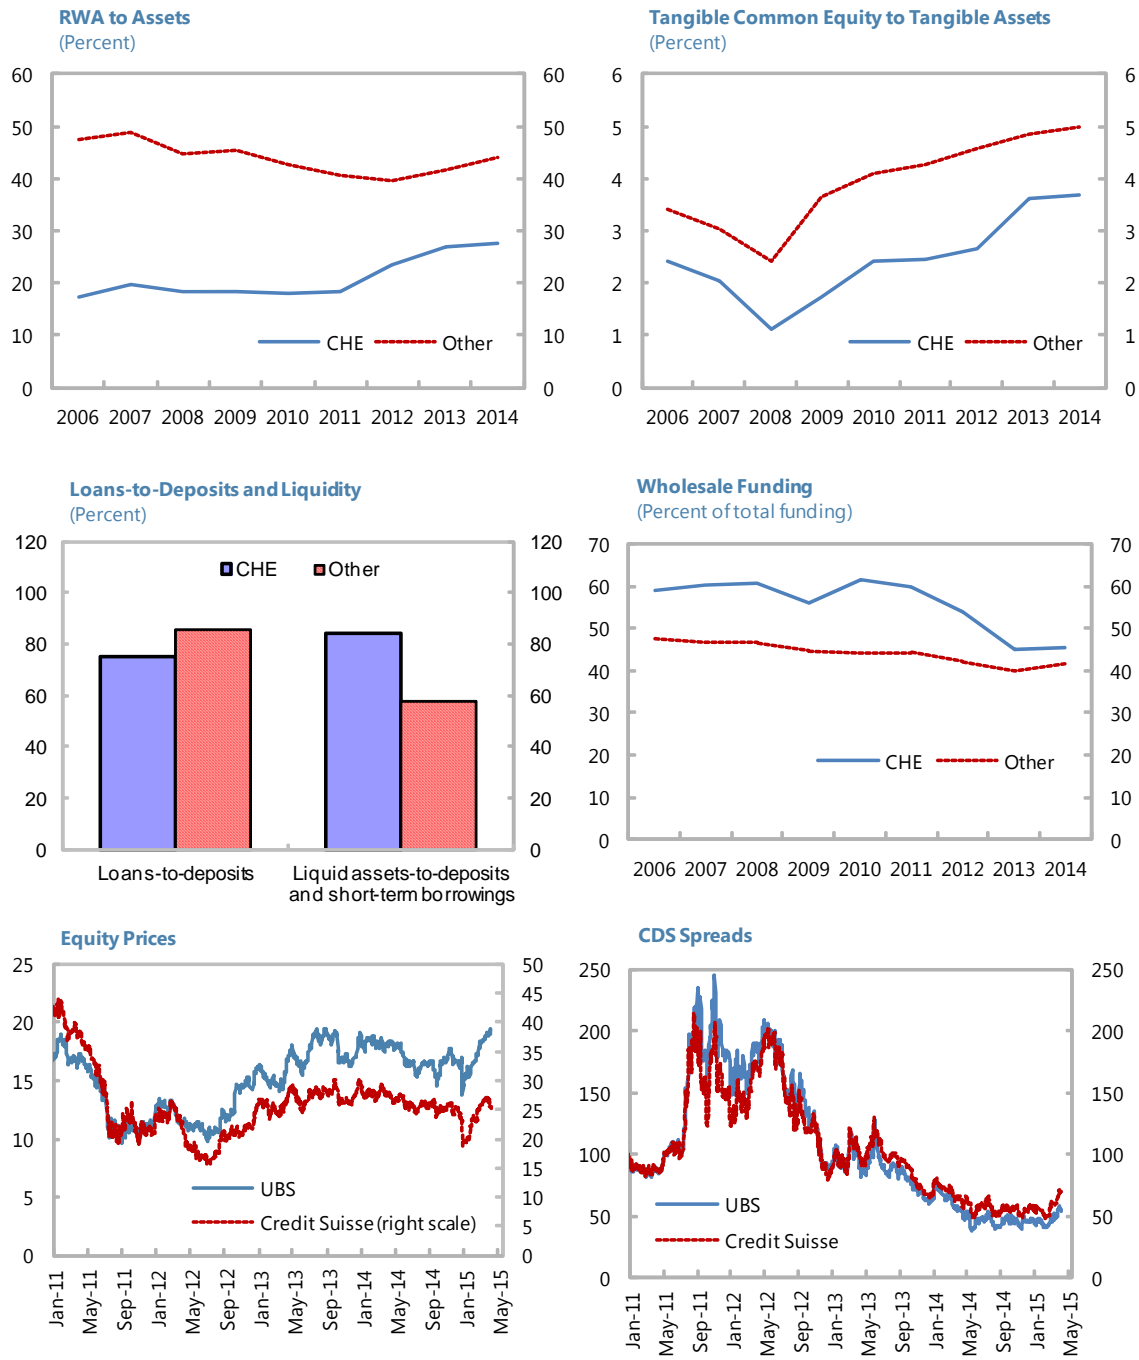 RWA to Assets
(Percent)
60 60
50 50
40 40
30 30
20 20
10 10
0 0
CHE Other
2006 2007 2008 2009 2010 2011 2012 2013 2014
Tangible Common Equity to Tangible Assets
(Percent)
6 6
5 5
4 4
3 3
2 2
1 1
0 0
CHE Other
2006 2007 2008 2009 2010 2011 2012 2013 2014
Loans-to-Deposits and Liquidity
(Percent)
120 120
100 100
80 80
60 60
40 40
20 20
0 0
CHE Other
Loans-to-deposits
Liquid assets-to-deposits
and short-term borrowings
Wholesale Funding
(Percent of total funding)
70 70
60 60
50 50
40 40
30 30
20 20
10 10
0 0
CHE Other
2006 2007 2008 2009 2010 2011 2012 2013 2014
Equity Prices
25 50
45
20 40
35
15 30
25
10 20
15
5 10
5
0 0
UBS
Credit Suisse (right scale)
Jan-11 May-11 Sep-11 Jan-12 May-12 Sep-12 Jan-13 May-13 Sep-13 Jan-14 May-14 Sep-14 Jan-15 May-15
CDS Spreads
250 250
200 200
150 150
100 100
50 50
0 0
UBS
Credit Suisse
Jan-11 May-11 Sep-11 Jan-12 May-12 Sep-12 Jan-13 May-13 Sep-13 Jan-14 May-14 Sep-14 Jan-15 May-15